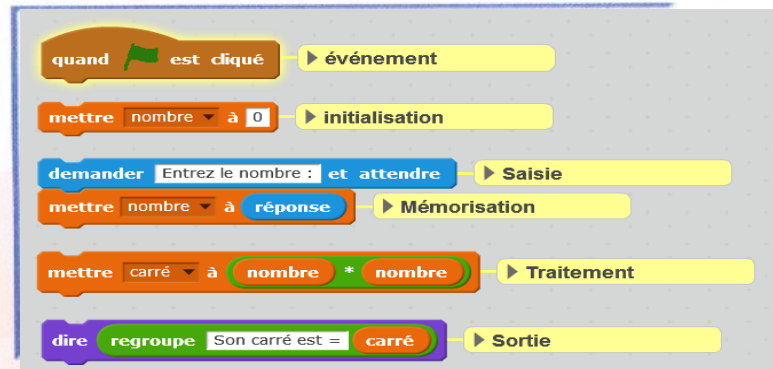 quand est cliqué événement
mettre nombre à 0 initialisation
demander Entrez le nombre : et attendre Saisie
mettre nombre à réponse Mémorisation
mettre carré à nombre * nombre Traitement
dire regroupe Son carré est = carré Sortie